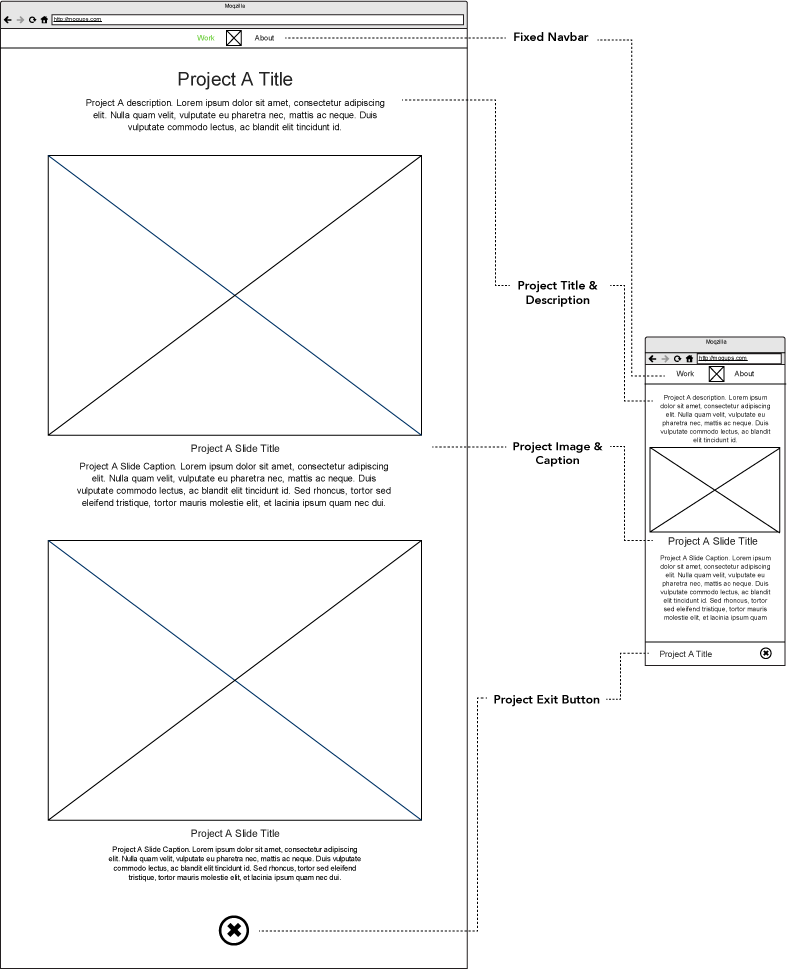 Moqzilla
http://moqups.com
Work
About
Project A Title
Project A description. Lorem ipsum dolor sit amet, consectetur adipiscing
elit. Nulla quam velit, vulputate eu pharetra nec, mattis ac neque. Duis
vulputate commodo lectus, ac blandit elit tincidunt id.
Project A Slide Title
Project A Slide Caption. Lorem ipsum dolor sit amet, consectetur adipiscing
elit. Nulla quam velit, vulputate eu pharetra nec, mattis ac neque. Duis
vulputate commodo lectus, ac blandit elit tincidunt id. Sed rhoncus, tortor sed
eleifend tristique, tortor mauris molestie elit, et lacinia ipsum quam nec dui.
Project A Slide Title
Project A Slide Caption. Lorem ipsum dolor sit amet, consectetur adipiscing
elit. Nulla quam velit, vulputate eu pharetra nec, mattis ac neque. Duis vulputate
commodo lectus, ac blandit elit tincidunt id. Sed rhoncus, tortor sed eleifend
tristique, tortor mauris molestie elit, et lacinia ipsum quam nec dui.
Fixed Navbar
Project Title &
Description
Project Image &
Caption
Project Exit Button
Moqzilla
http://moqups.com
Work
About
Project A description. Lorem ipsum
dolor sit amet, consectetur adipiscing
elit. Nulla quam velit, vulputate eu
pharetra nec, mattis ac neque. Duis
vulputate commodo lectus, ac blandit
elit tincidunt id.
Project A Slide Title
Project A Slide Caption. Lorem ipsum
dolor sit amet, consectetur adipiscing
elit. Nulla quam velit, vulputate eu
pharetra nec, mattis ac neque. Duis
vulputate commodo lectus, ac blandit
elit tincidunt id. Sed rhoncus, tortor
sed eleifend tristique, tortor mauris
molestie elit, et lacinia ipsum quam
Project A Title